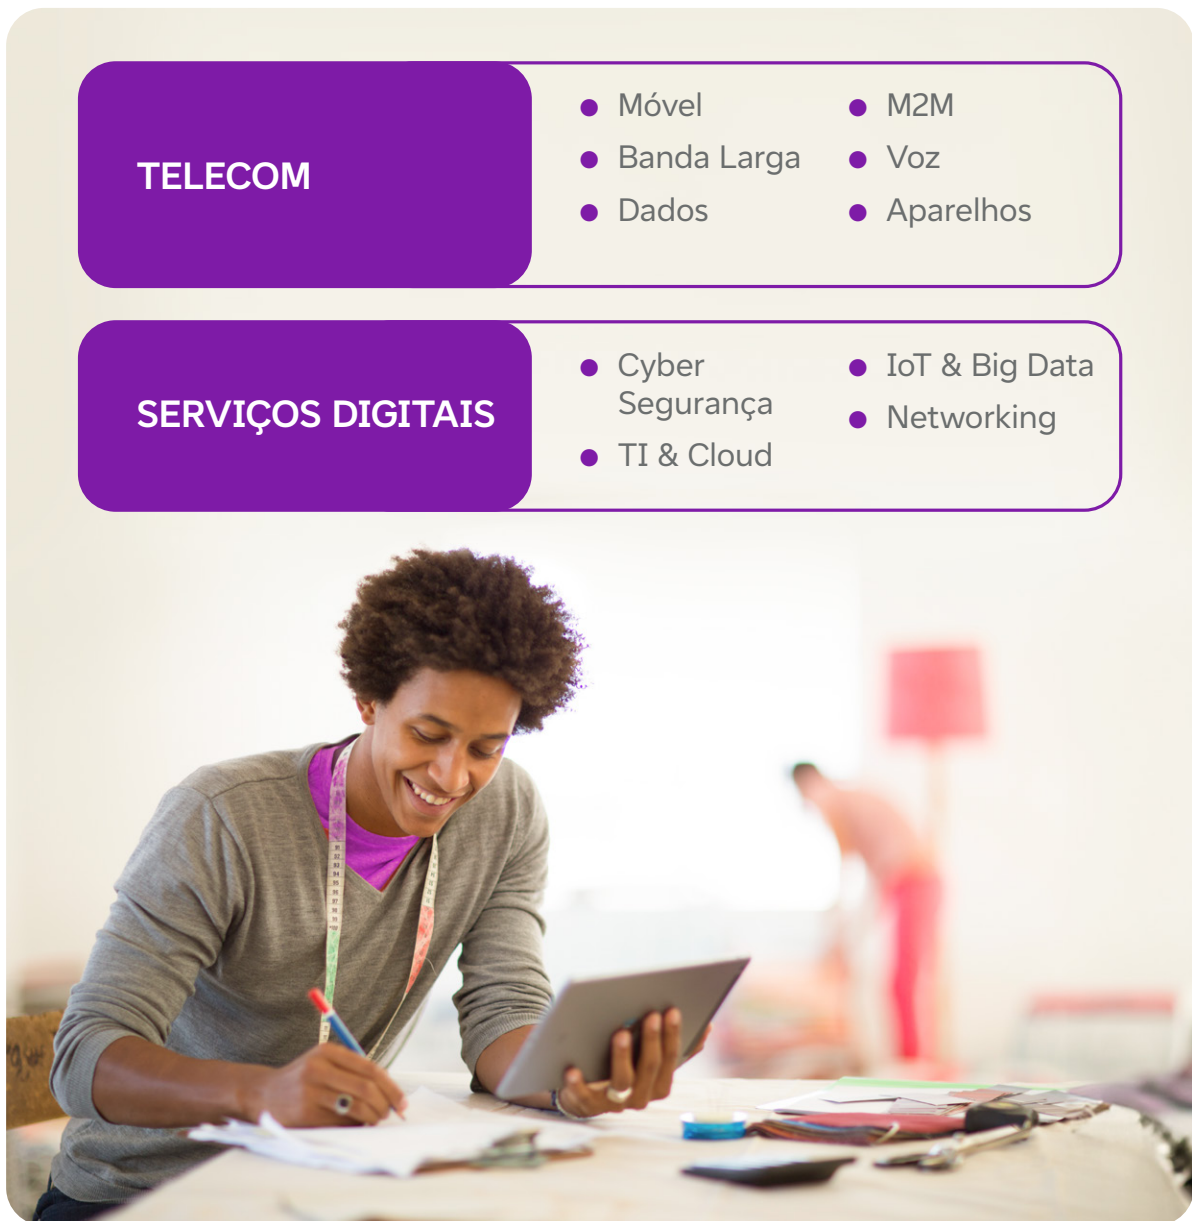 TELECOM
Móvel
Banda Larga
Dados
M2M
Voz
Aparelhos
SERVIÇOS DIGITAIS
Cyber
Segurança
TI & Cloud
IoT & Big Data
Networking